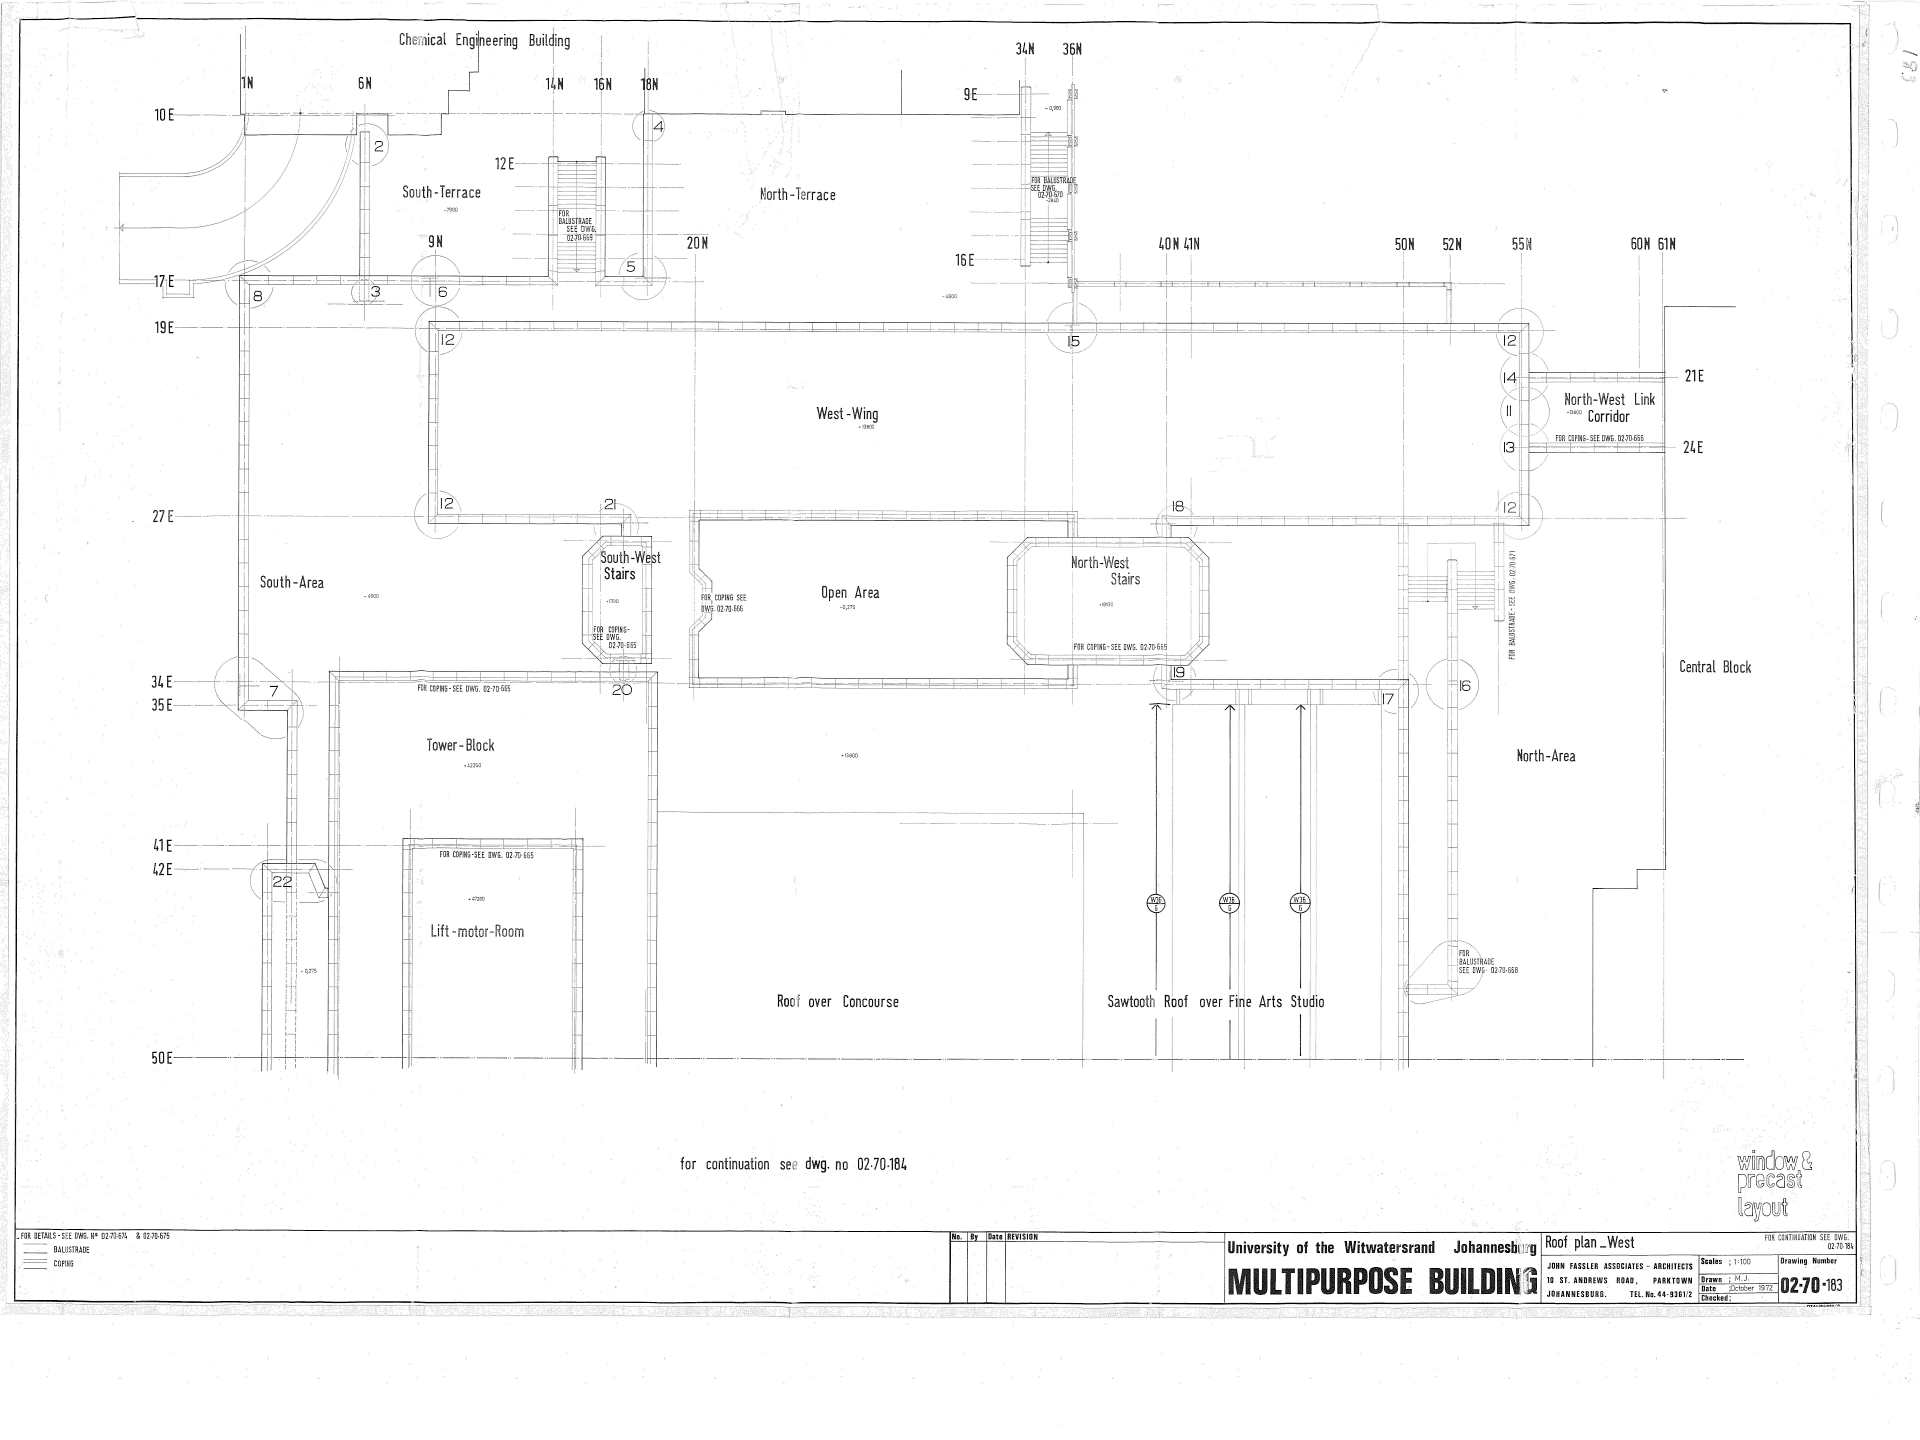 Chemical Engineering Building
34N 36N
1N 6N 14N 16N 18N
9E
10E
2
4
12E
South-Terrace
North-Terrace
FOR BALUSTRADE
SEE DWG.
02-70-670
FOR
BALUSTRADE
SEE DWG.
02-70-669
9N
20N
40N 41N
50N 52N 55N
60N 61N
16E
5
17E
8
3
6
19E
12
15
12
14
21E
North-West Link
Corridor
11
West-Wing
FOR COPING-SEE DWG. 02-70-666
13
24E
12
21
18
12
27E
South-West
Stairs
North-West
Stairs
South-Area
Open Area
FOR COPING SEE
DWG. 02-70-666
FOR COPING-
SEE DWG.
02-70-665
FOR COPING-SEE DWG. 02-70-665
FOR BALUSTRADE-SEE DWG. 02-70-671
Central Block
34E
7
FOR COPING-SEE DWG. 02-70-665
20
19
17
16
35E
Tower-Block
+42350
+13600
North-Area
41E
FOR COPING-SEE DWG. 02-70-665
42E
22
+47200
Lift-motor-Room
W36
G
W36
G
FOR
BALUSTRADE
SEE DWG. 02-70-668
- 0,275
Roof over Concourse
Sawtooth Roof over Fine Arts Studio
50E
for continuation see dwg. no 02-70-184
window &
precast
layout
FOR DETAILS - SEE DWG. Nº 02-70-674 & 02-70-675
BALUSTRADE
COPING
No. By Date REVISION
University of the Witwatersrand Johannesburg
MULTIPURPOSE BUILDING
Roof plan _ West
FOR CONTINUATION SEE DWG.
02-70-184
JOHN FASSLER ASSOCIATES - ARCHITECTS
10 ST. ANDREWS ROAD, PARKTOWN
JOHANNESBURG. TEL. No. 44-9361/2
Scales ; 1:100
Drawn ; M.J.
Date ; October 1972
Checked ;
Drawing Number
02-70-183
183